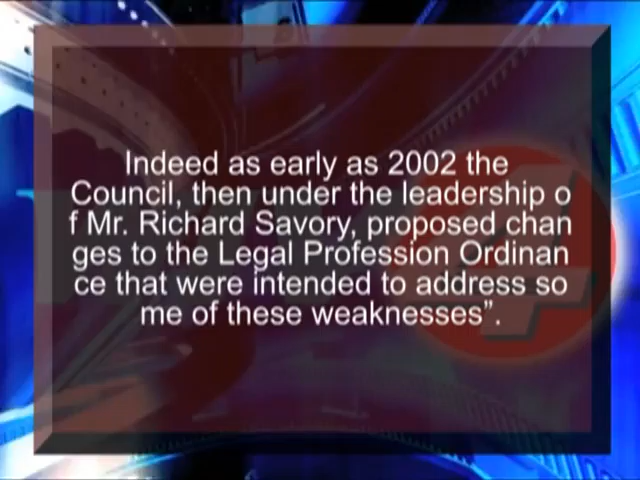 Indeed as early as 2002 the
Council, then under the leadership o
f Mr. Richard Savory, proposed chan
ges to the Legal Profession Ordinan
ce that were intended to address so
me of these weaknesses”.
4